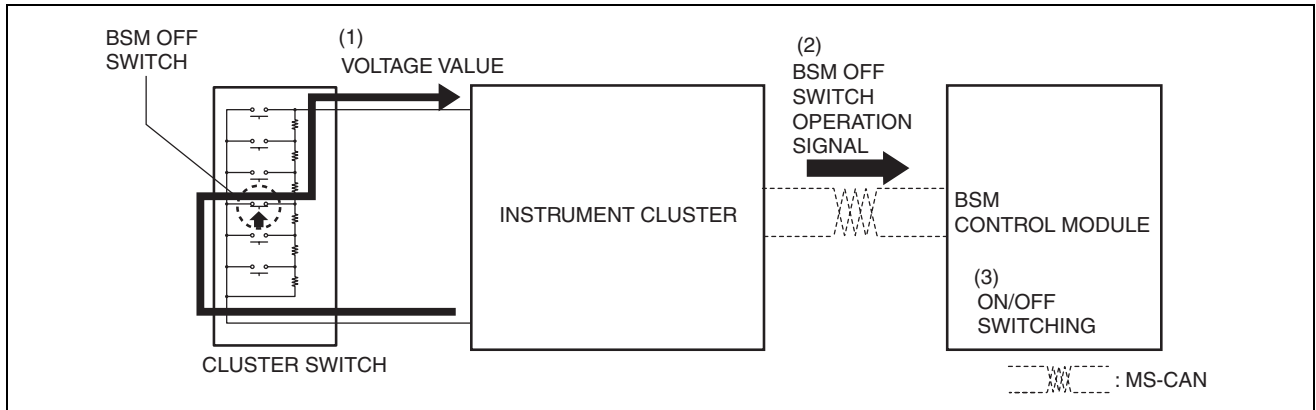 BSM OFF
SWITCH
(1)
VOLTAGE VALUE
(2)
BSM OFF
SWITCH
OPERATION
SIGNAL
INSTRUMENT CLUSTER
BSM
CONTROL MODULE
(3)
ON/OFF
SWITCHING
CLUSTER SWITCH
: MS-CAN